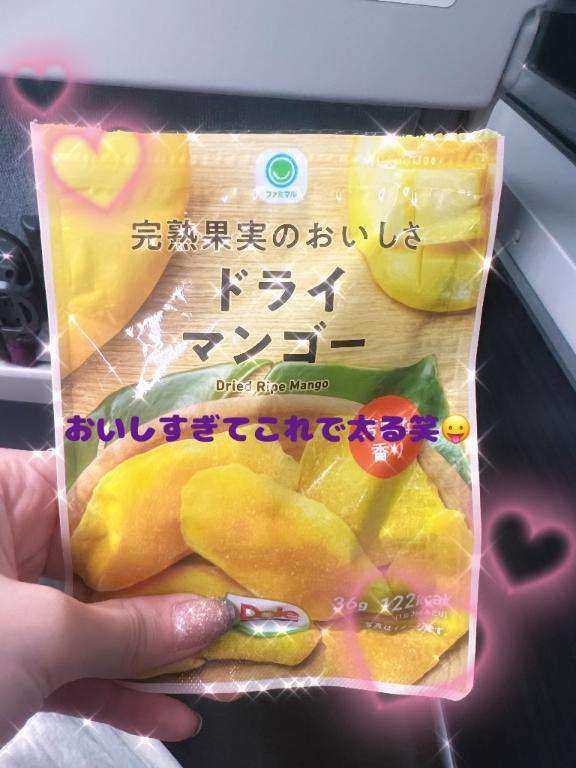 ファミマル
完熟果実のおいしさ
ドライ
マンゴー
Dried Ripe Mango
おいしすぎてこれで太る笑😛
香り
Dole
36g 122kcal